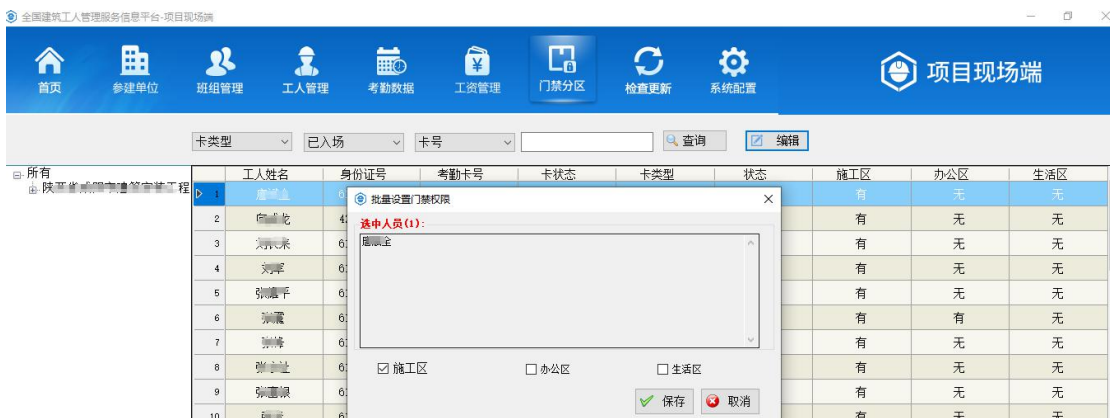 全国建筑工人管理服务信息平台-项目现场端
首页 参建单位 班组管理 工人管理 考勤数据 工资管理 门禁分区 检查更新 系统配置 项目现场端
卡类型 已入场 卡号 查询 编辑
所有
工人姓名 身份证号 考勤卡号 卡状态 卡类型 状态 施工区 办公区 生活区
1 有 无 无
批量设置门禁权限
2 有 无 无
选中人员(1):
3 有 无 无
4 有 无 无
5 有 无 无
6 有 有 无
7 有 无 无
8 有 无 无
施工区 办公区 生活区
9 有 无 无
保存 取消
10 有 无 无